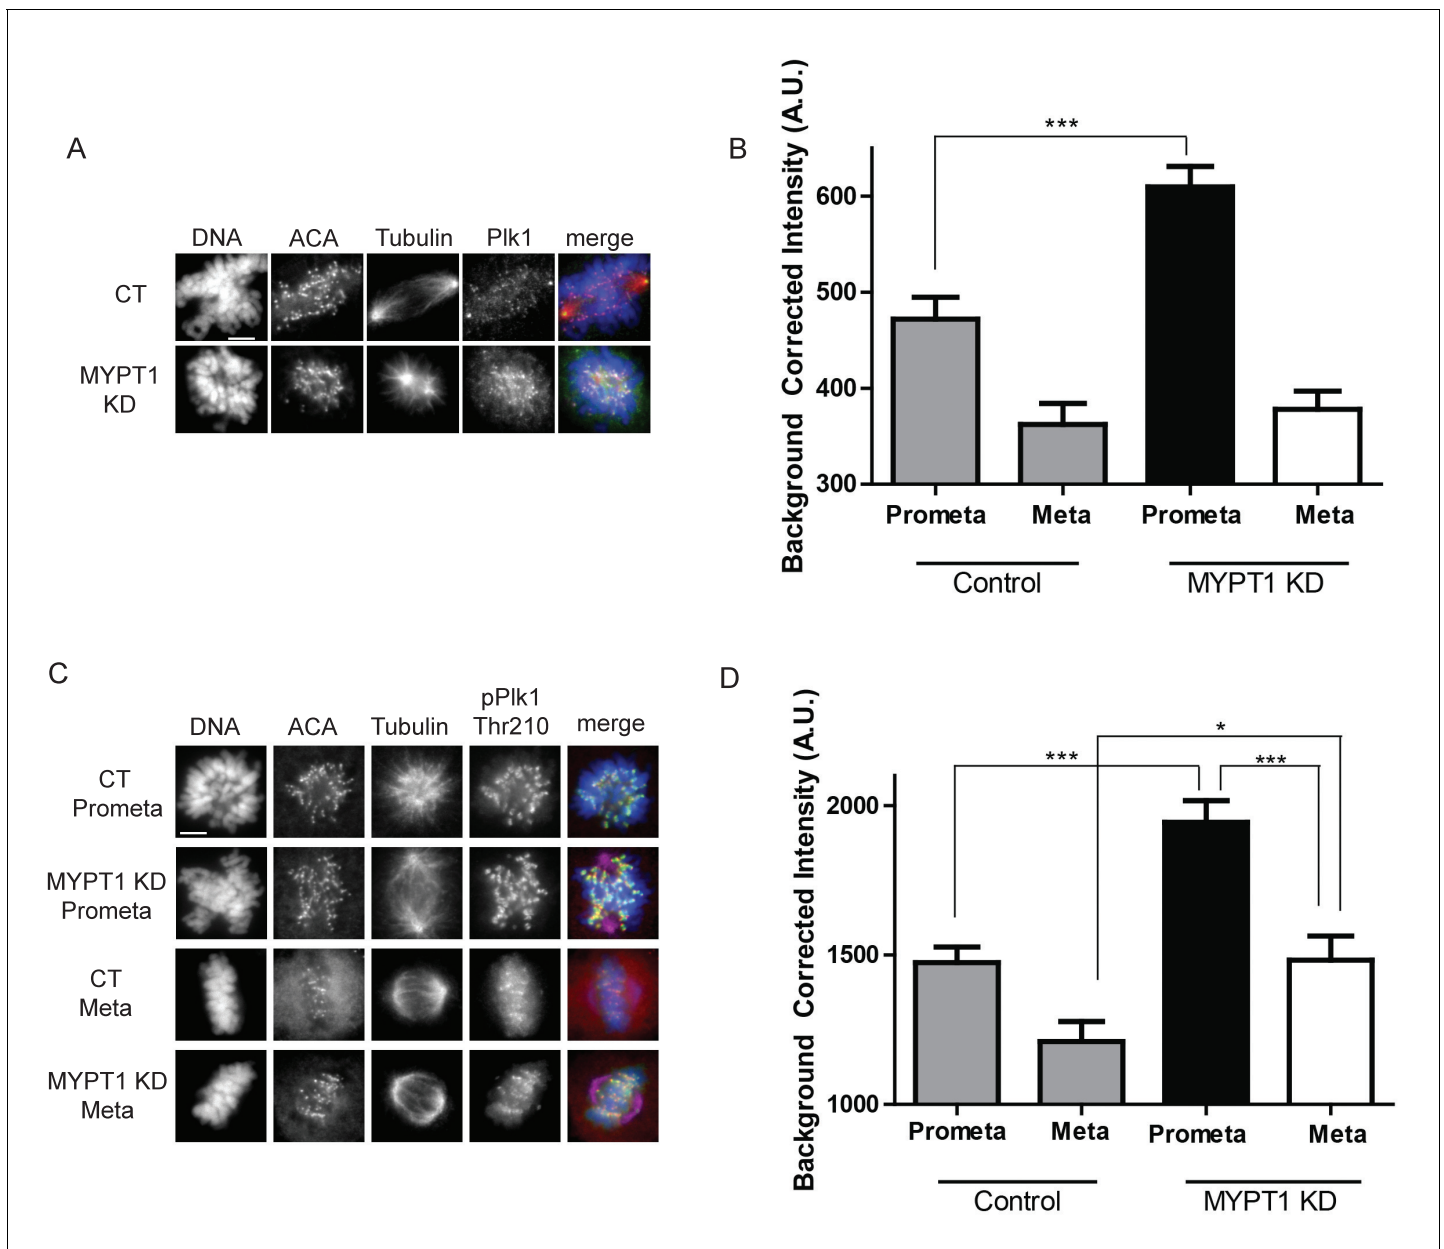 A
DNA ACA Tubulin Plk1 merge
CT
MYPT1
KD
B
Background Corrected Intensity (A.U.)
***
600
500
400
300
Prometa Meta Prometa Meta
Control MYPT1 KD
C
pPlk1
DNA ACA Tubulin Thr210 merge
CT
Prometa
MYPT1 KD
Prometa
CT
Meta
MYPT1 KD
Meta
D
Background Corrected Intensity (A.U.)
*
*** ***
2000
1500
1000
Prometa Meta Prometa Meta
Control MYPT1 KD